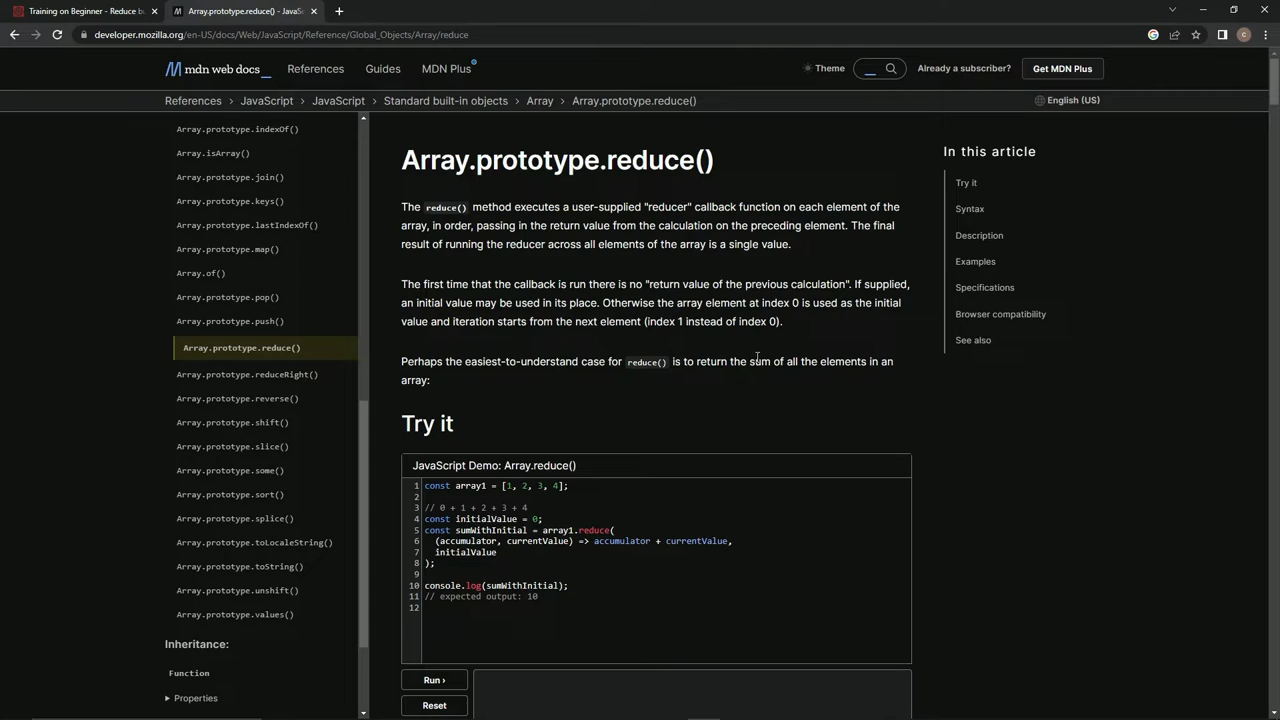 Training on Beginner - Reduce b
Array.prototype.reduce() - JavaS
developer.mozilla.org/en-US/docs/Web/JavaScript/Reference/Global_Objects/Array/reduce
C
mdn web docs_
References
Guides
MDN Plus
Theme
Already a subscriber?
Get MDN Plus
References > JavaScript > JavaScript > Standard built-in objects > Array > Array.prototype.reduce()
English (US)
Array.prototype.indexOf()
Array.isArray()
Array.prototype.join()
Array.prototype.keys()
Array.prototype.lastIndexOf()
Array.prototype.map()
Array.of()
Array.prototype.pop()
Array.prototype.push()
Array.prototype.reduce()
Array.prototype.reduceRight()
Array.prototype.reverse()
Array.prototype.shift()
Array.prototype.slice()
Array.prototype.some()
Array.prototype.sort()
Array.prototype.splice()
Array.prototype.toLocaleString()
Array.prototype.toString()
Array.prototype.unshift()
Array.prototype.values()
Inheritance:
Function
Properties
Array.prototype.reduce()
The reduce() method executes a user-supplied "reducer" callback function on each element of the
array, in order, passing in the return value from the calculation on the preceding element. The final
result of running the reducer across all elements of the array is a single value.
The first time that the callback is run there is no "return value of the previous calculation". If supplied,
an initial value may be used in its place. Otherwise the array element at index 0 is used as the initial
value and iteration starts from the next element (index 1 instead of index 0).
Perhaps the easiest-to-understand case for reduce() is to return the sum of all the elements in an
array:
Try it
JavaScript Demo: Array.reduce()
1 const array1 = [1, 2, 3, 4];
2
3 // 0 + 1 + 2 + 3 + 4
4 const initialValue = 0;
5 const sumWithInitial = array1.reduce(
6 (accumulator, currentValue) => accumulator + currentValue,
7 initialValue
8 );
9
10 console.log(sumWithInitial);
11 // expected output: 10
12
Run ›
Reset
In this article
Try it
Syntax
Description
Examples
Specifications
Browser compatibility
See also